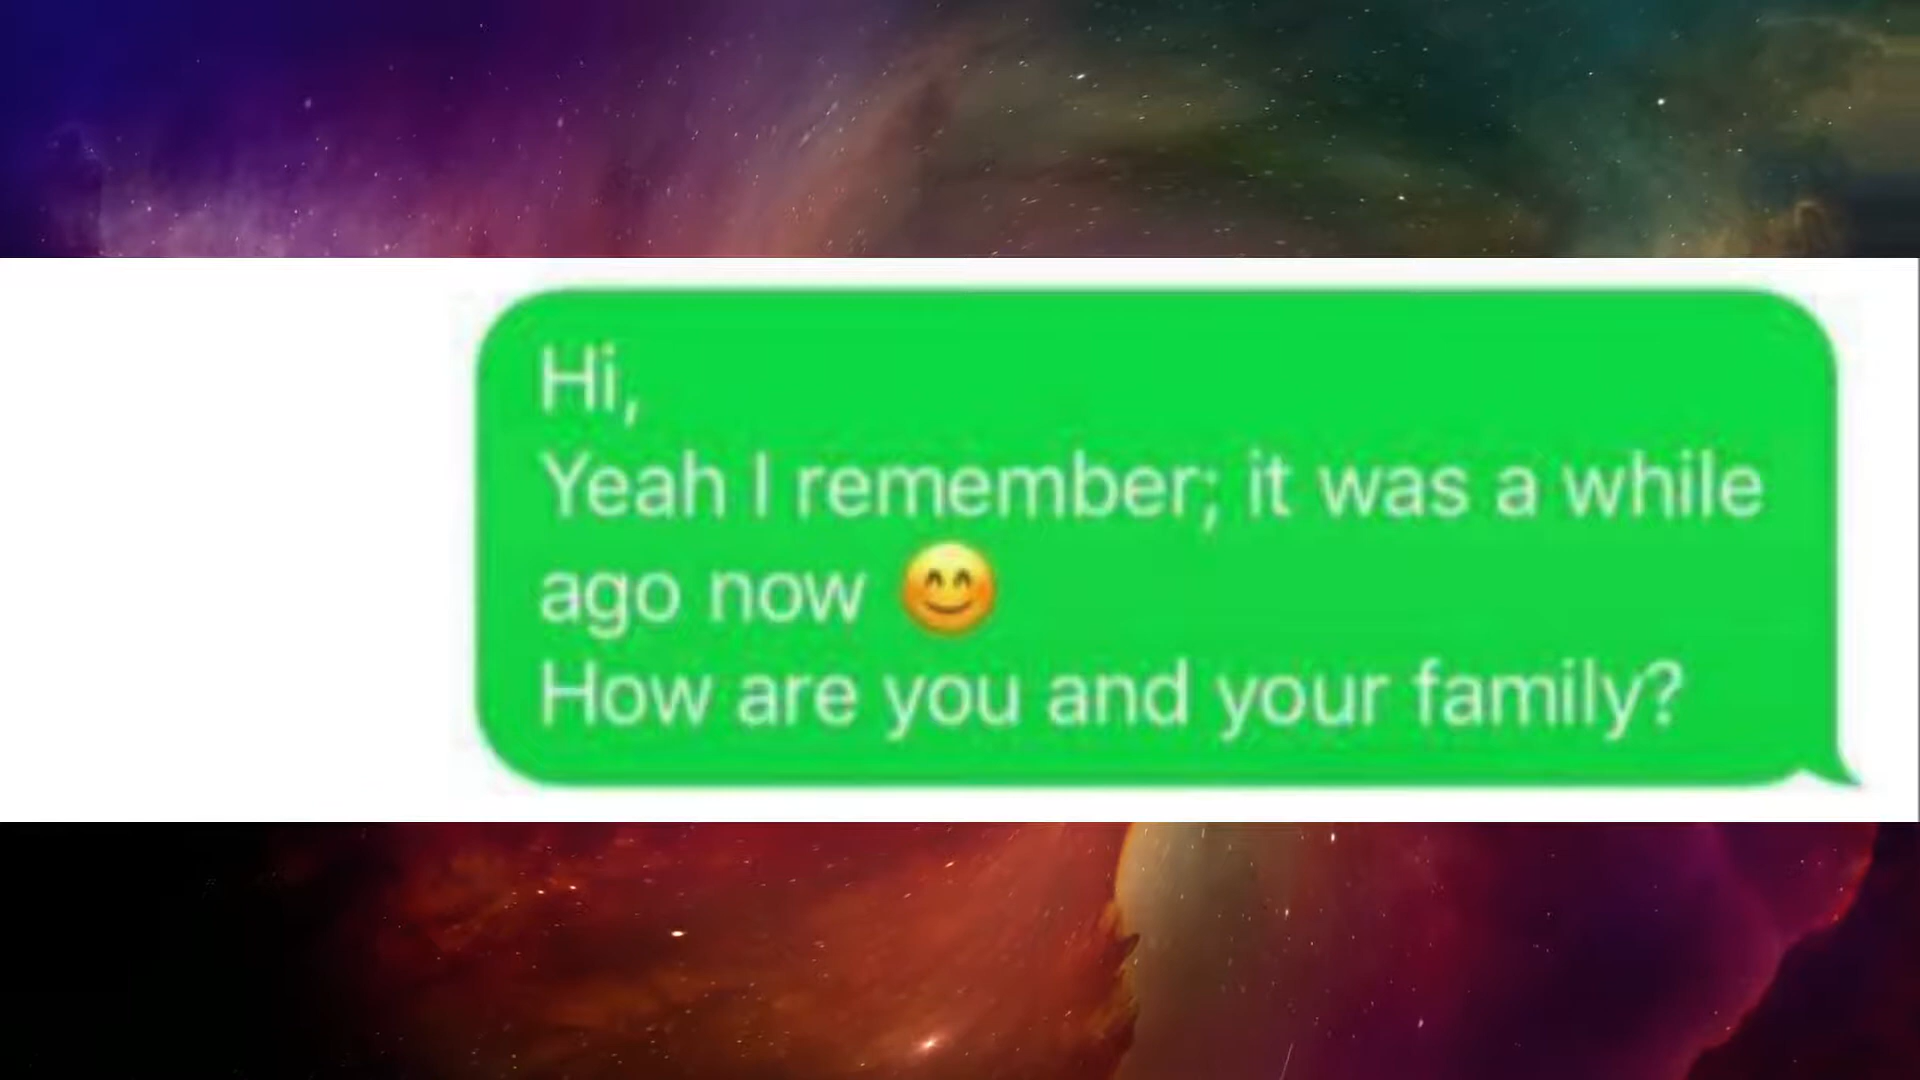 Hi,
Yeah I remember; it was a while
ago now 😊
How are you and your family?